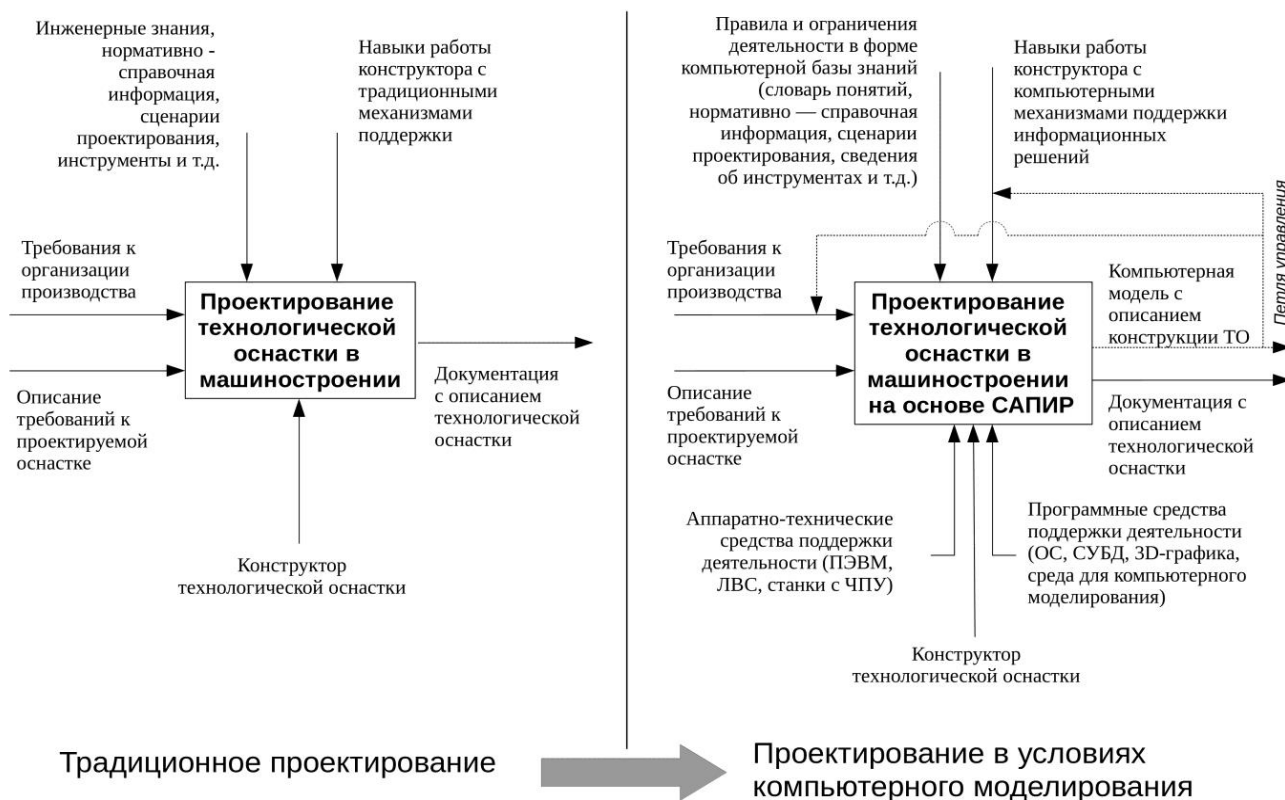 Инженерные знания,
нормативно -
справочная
информация,
сценарии
проектирования,
инструменты и т.д.
Навыки работы
конструктора с
традиционными
механизмами
поддержки
Требования к
организации
производства
Проектирование
технологической
оснастки в
машиностроении
Описание
требований к
проектируемой
оснастке
Документация
с описанием
технологической
оснастки
Конструктор
технологической оснастки
Традиционное проектирование
Правила и ограничения
деятельности в форме
компьютерной базы знаний
(словарь понятий,
нормативно — справочная
информация, сценарии
проектирования, сведения
об инструментах и т.д.)
Навыки работы
конструктора с
компьютерными
механизмами поддержки
информационных
решений
Петля управления
Требования к
организации
производства
Проектирование
технологической
оснастки в
машиностроении
на основе САПИР
Компьютерная
модель с
описанием
конструкции ТО
Описание
требований к
проектируемой
оснастке
Документация с
описанием
технологической
оснастки
Аппаратно-технические
средства поддержки
деятельности (ПЭВМ,
ЛВС, станки с ЧПУ)
Программные средства
поддержки деятельности
(ОС, СУБД, 3D-графика,
среда для компьютерного
моделирования)
Конструктор
технологической оснастки
Проектирование в условиях
компьютерного моделирования